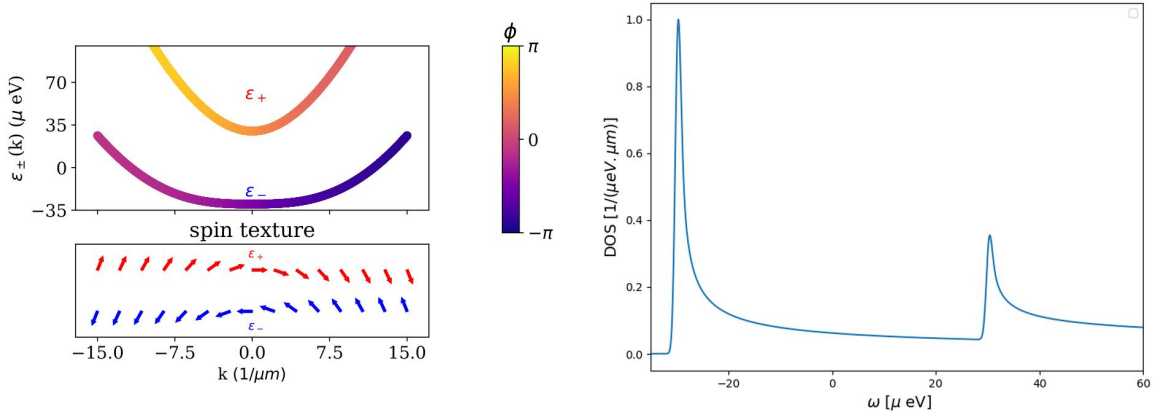 ϕ
π
0
−π
ε± (k) (μ eV)
70
35
0
−35
ε+
ε−
spin texture
ε+
ε−
−15.0 −7.5 0.0 7.5 15.0
k (1/μm)
DOS [1/(μeV. μm)]
1.0
0.8
0.6
0.4
0.2
0.0
−20 0 20 40 60
ω [μ eV]